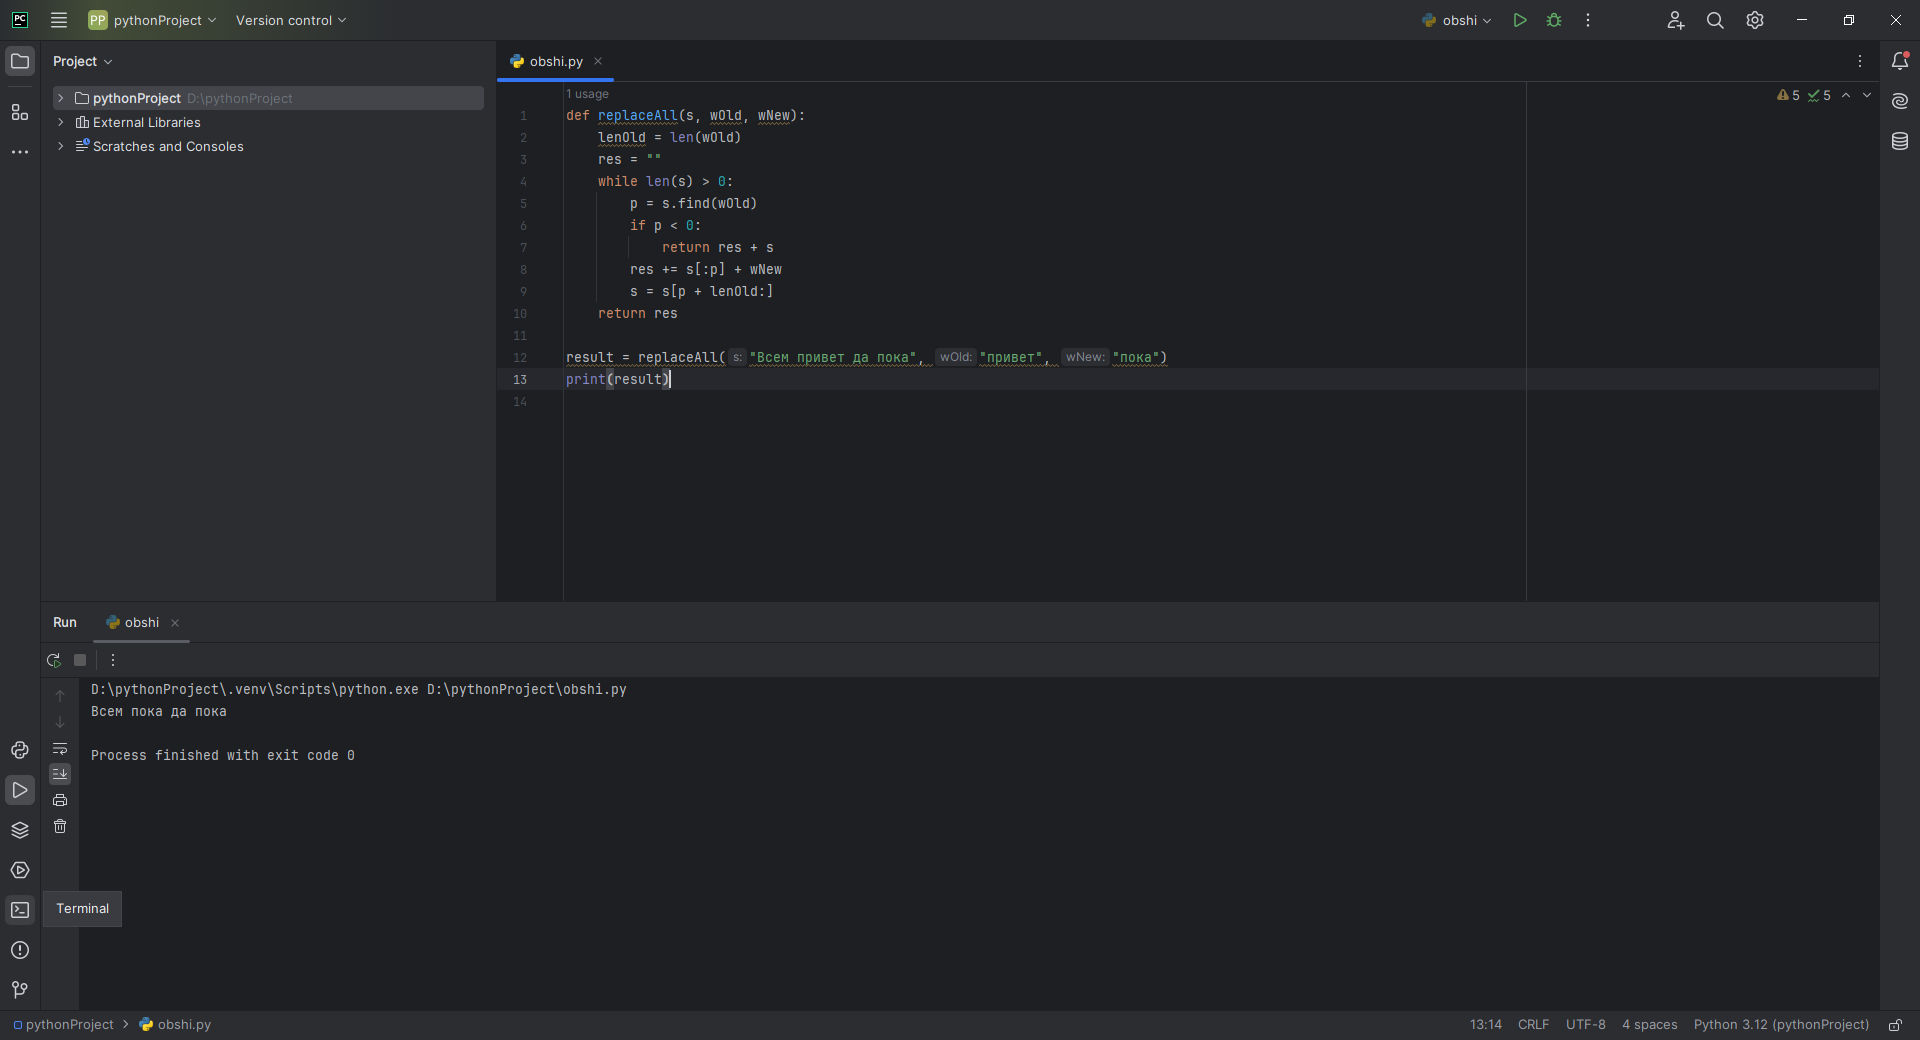 PC PP pythonProject Version control obshi
Project
pythonProject D:\pythonProject
External Libraries
Scratches and Consoles
obshi.py
5 5
1 usage
1 def replaceAll(s, wOld, wNew):
2     lenOld = len(wOld)
3     res = ""
4     while len(s) > 0:
5         p = s.find(wOld)
6         if p < 0:
7             return res + s
8         res += s[:p] + wNew
9         s = s[p + lenOld:]
10     return res
11
12 result = replaceAll( s: "Всем привет да пока", wOld: "привет", wNew: "пока")
13 print(result)
14
Run obshi
D:\pythonProject\.venv\Scripts\python.exe D:\pythonProject\obshi.py
Всем пока да пока
Process finished with exit code 0
Terminal
pythonProject > obshi.py 13:14 CRLF UTF-8 4 spaces Python 3.12 (pythonProject)